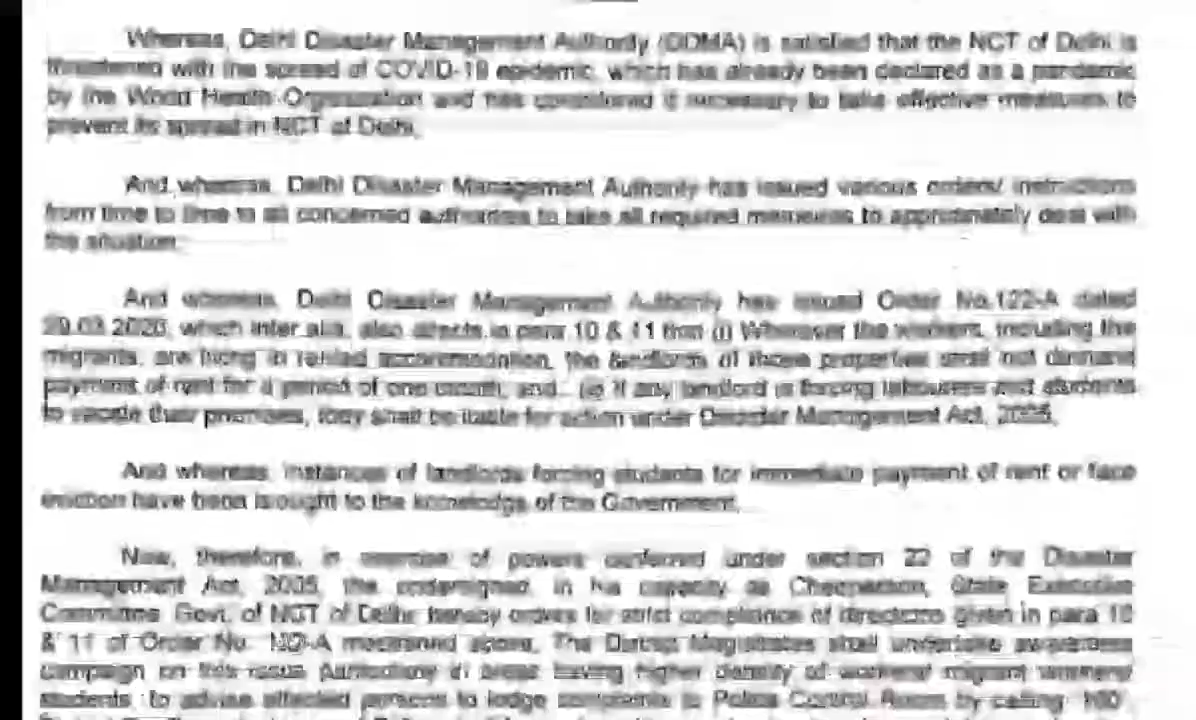 Whereas, Delhi Disaster Management Authority (DDMA) is satisfied that the NCT of Delhi is
threatened with the spread of COVID-19 epidemic, which has already been declared as a pandemic
by the World Health Organization and has considered it necessary to take effective measures to
prevent its spread in NCT of Delhi.
And whereas, Delhi Disaster Management Authority has issued various orders/ instructions
from time to time to all concerned authorities to take all required measures to appropriately deal with
the situation.
And whereas, Delhi Disaster Management Authority has issued Order No.122-A dated
29.03.2020, which inter alia, also directs in para 10 & 11 that (i) Wherever the workers, including the
migrants, are living in rented accommodation, the landlords of those properties shall not demand
payment of rent for a period of one month, and if any landlord is forcing labourers and students
to vacate their premises, they shall be liable for action under Disaster Management Act, 2005.
And whereas, instances of landlords forcing students for immediate payment of rent or face
eviction have been brought to the knowledge of the Government.
Now, therefore, in exercise of powers conferred under section 22 of the Disaster
Management Act, 2005, the undersigned, in his capacity as Chairperson, State Executive
Committee Govt. of NCT of Delhi hereby orders for strict compliance of directions given in para 10
& 11 of Order No. 122-A mentioned above. The District Magistrates shall undertake awareness
campaign on this issue particularly in areas having higher density of workers/ migrant workers/
students to advise affected persons to lodge complaints to Police Control Room by calling 100